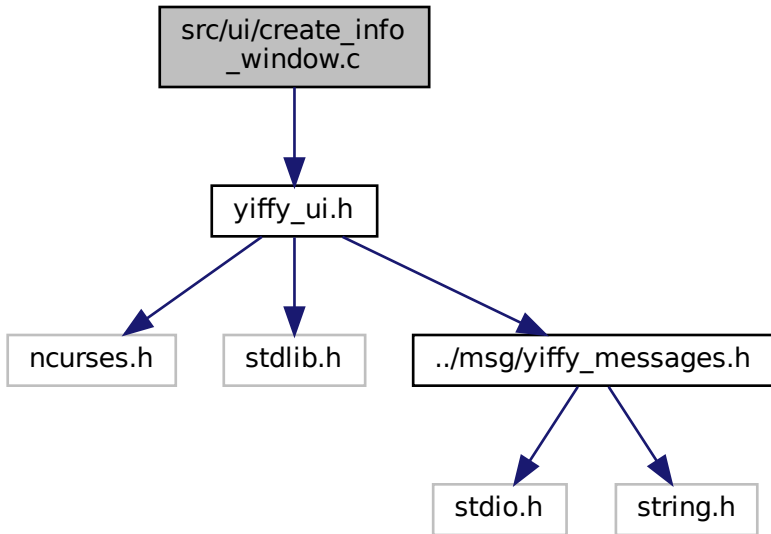 src/ui/create_info
_window.c
yiffy_ui.h
ncurses.h
stdlib.h
../msg/yiffy_messages.h
stdio.h
string.h